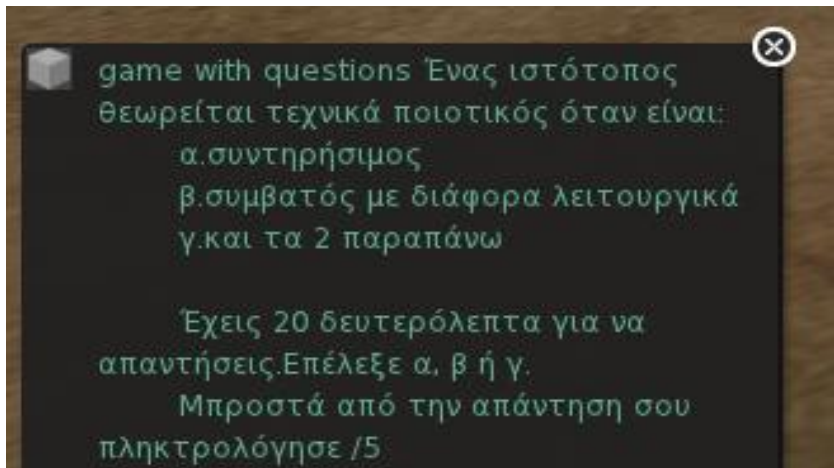 game with questions Ένας ιστότοπος
θεωρείται τεχνικά ποιοτικός όταν είναι:
α.συντηρήσιμος
β.συμβατός με διάφορα λειτουργικά
γ.και τα 2 παραπάνω
Έχεις 20 δευτερόλεπτα για να
απαντήσεις.Επέλεξε α, β ή γ.
Μπροστά από την απάντηση σου
πληκτρολόγησε /5